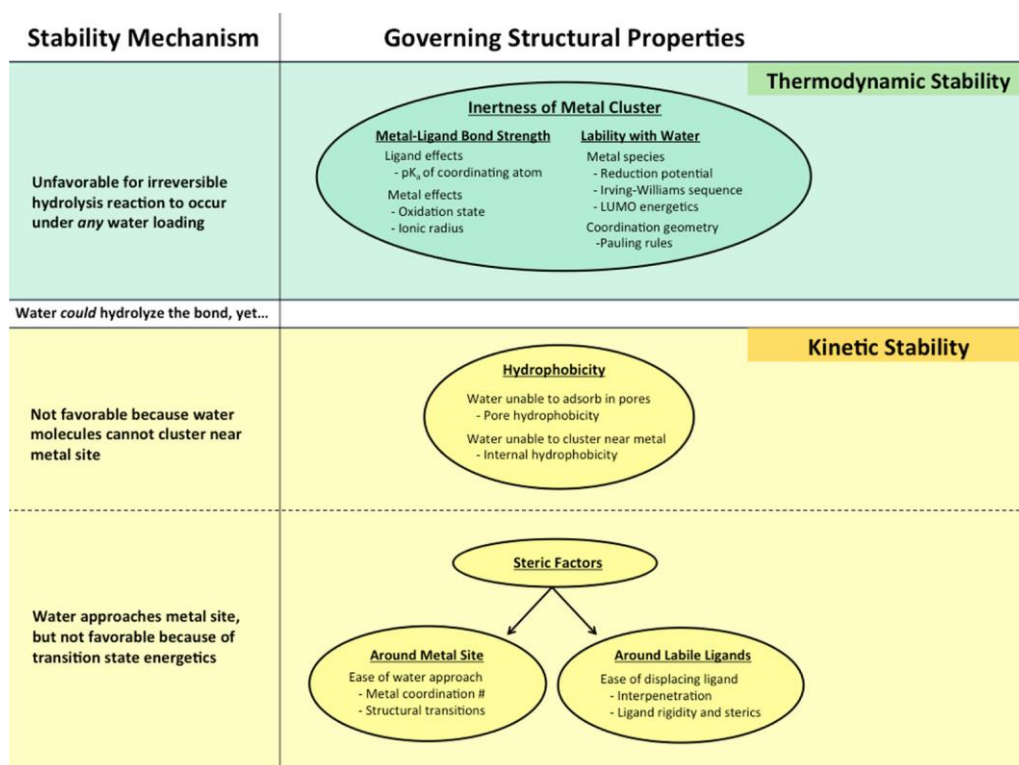 Stability Mechanism
Governing Structural Properties
Thermodynamic Stability
Unfavorable for irreversible
hydrolysis reaction to occur
under any water loading
Inertness of Metal Cluster
Metal-Ligand Bond Strength
Ligand effects
- pKa of coordinating atom
Metal effects
- Oxidation state
- Ionic radius
Lability with Water
Metal species
- Reduction potential
- Irving-Williams sequence
- LUMO energetics
Coordination geometry
-Pauling rules
Water could hydrolyze the bond, yet...
Kinetic Stability
Not favorable because water
molecules cannot cluster near
metal site
Hydrophobicity
Water unable to adsorb in pores
- Pore hydrophobicity
Water unable to cluster near metal
- Internal hydrophobicity
Water approaches metal site,
but not favorable because of
transition state energetics
Steric Factors
Around Metal Site
Ease of water approach
- Metal coordination #
- Structural transitions
Around Labile Ligands
Ease of displacing ligand
- Interpenetration
- Ligand rigidity and sterics